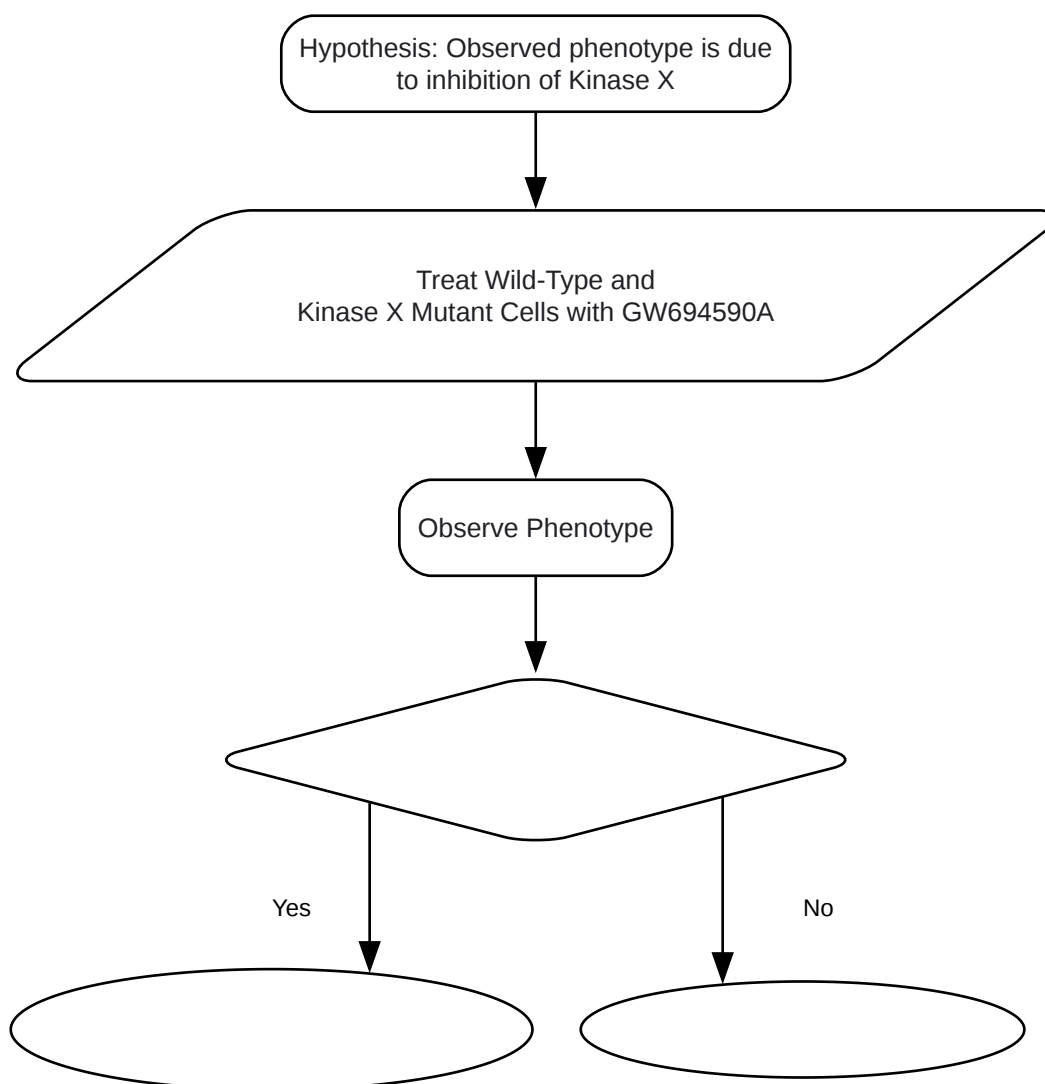 Hypothesis: Observed phenotype is due
to inhibition of Kinase X
Treat Wild-Type and
Kinase X Mutant Cells with GW694590A
Observe Phenotype
Yes
No